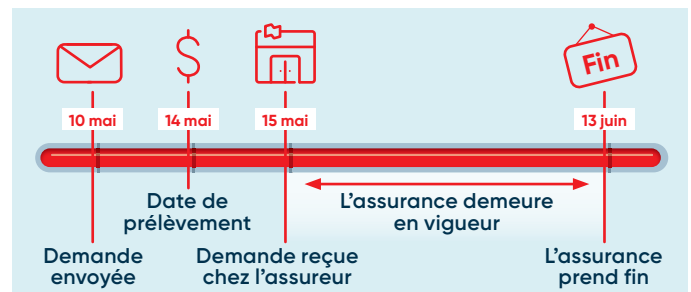 $
Fin
10 mai
14 mai
15 mai
13 juin
Date de
prélèvement
L'assurance demeure
en vigueur
Demande
envoyée
Demande reçue
chez l'assureur
L'assurance
prend fin